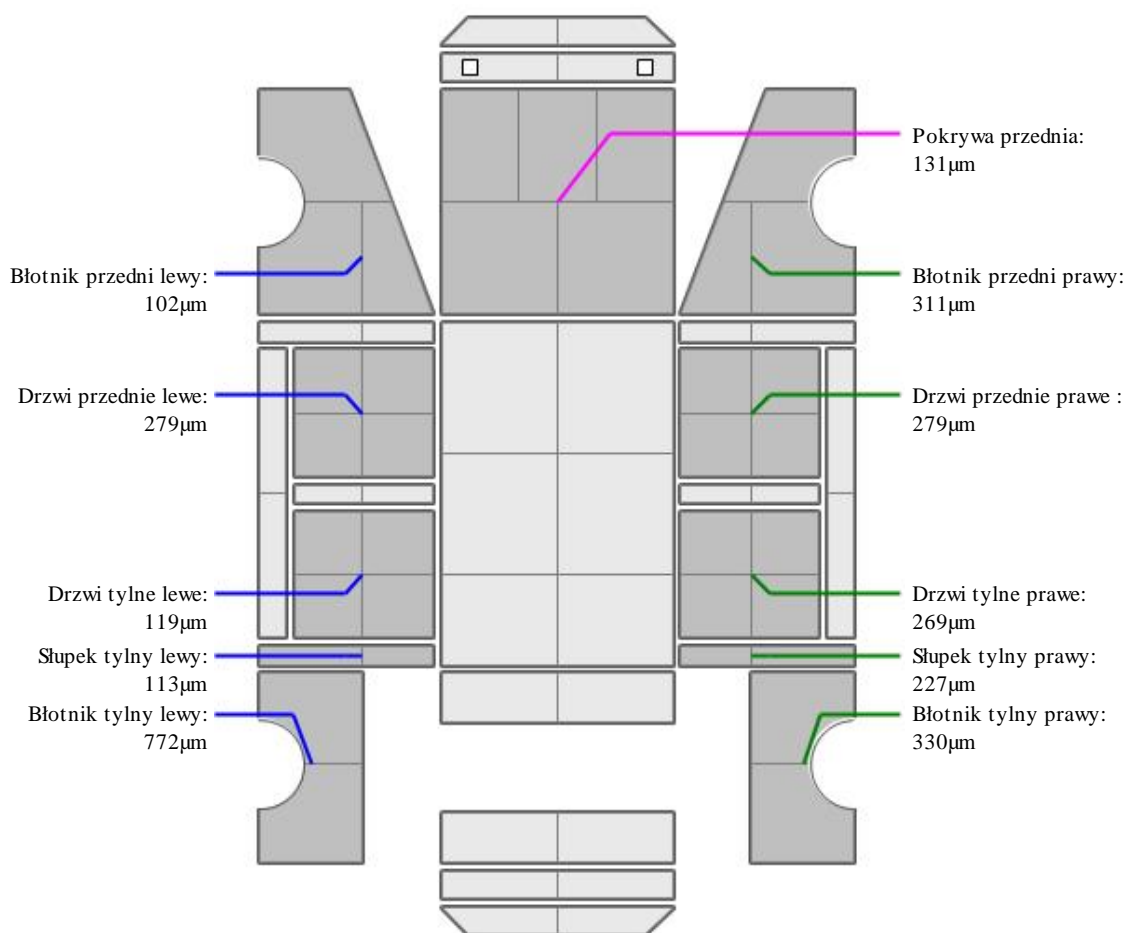 Pokrywa przednia:
131µm
Błotnik przedni lewy:
102µm
Błotnik przedni prawy:
311µm
Drzwi przednie lewe:
279µm
Drzwi przednie prawe :
279µm
Drzwi tylne lewe:
119µm
Drzwi tylne prawe:
269µm
Słupek tylny lewy:
113µm
Słupek tylny prawy:
227µm
Błotnik tylny lewy:
772µm
Błotnik tylny prawy:
330µm